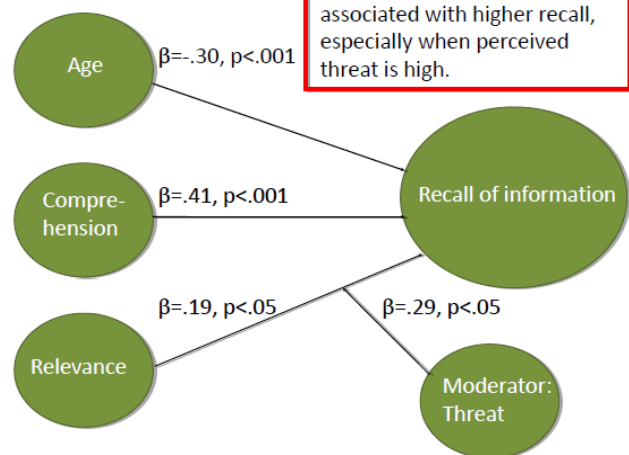 associated with higher recall,
especially when perceived
threat is high.
Age
β=-.30, p<.001
Compre-
hension
β=.41, p<.001
Recall of information
β=.19, p<.05
β=.29, p<.05
Relevance
Moderator:
Threat